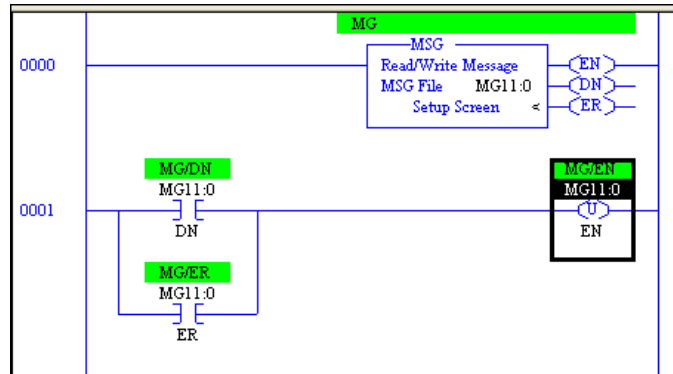 MG
MSG
0000
Read/Write Message
EN
MSG File MG11:0
DN
Setup Screen <
ER
MG/DN
MG11:0
MG/EN
MG11:0
0001
U
DN
EN
MG/ER
MG11:0
ER